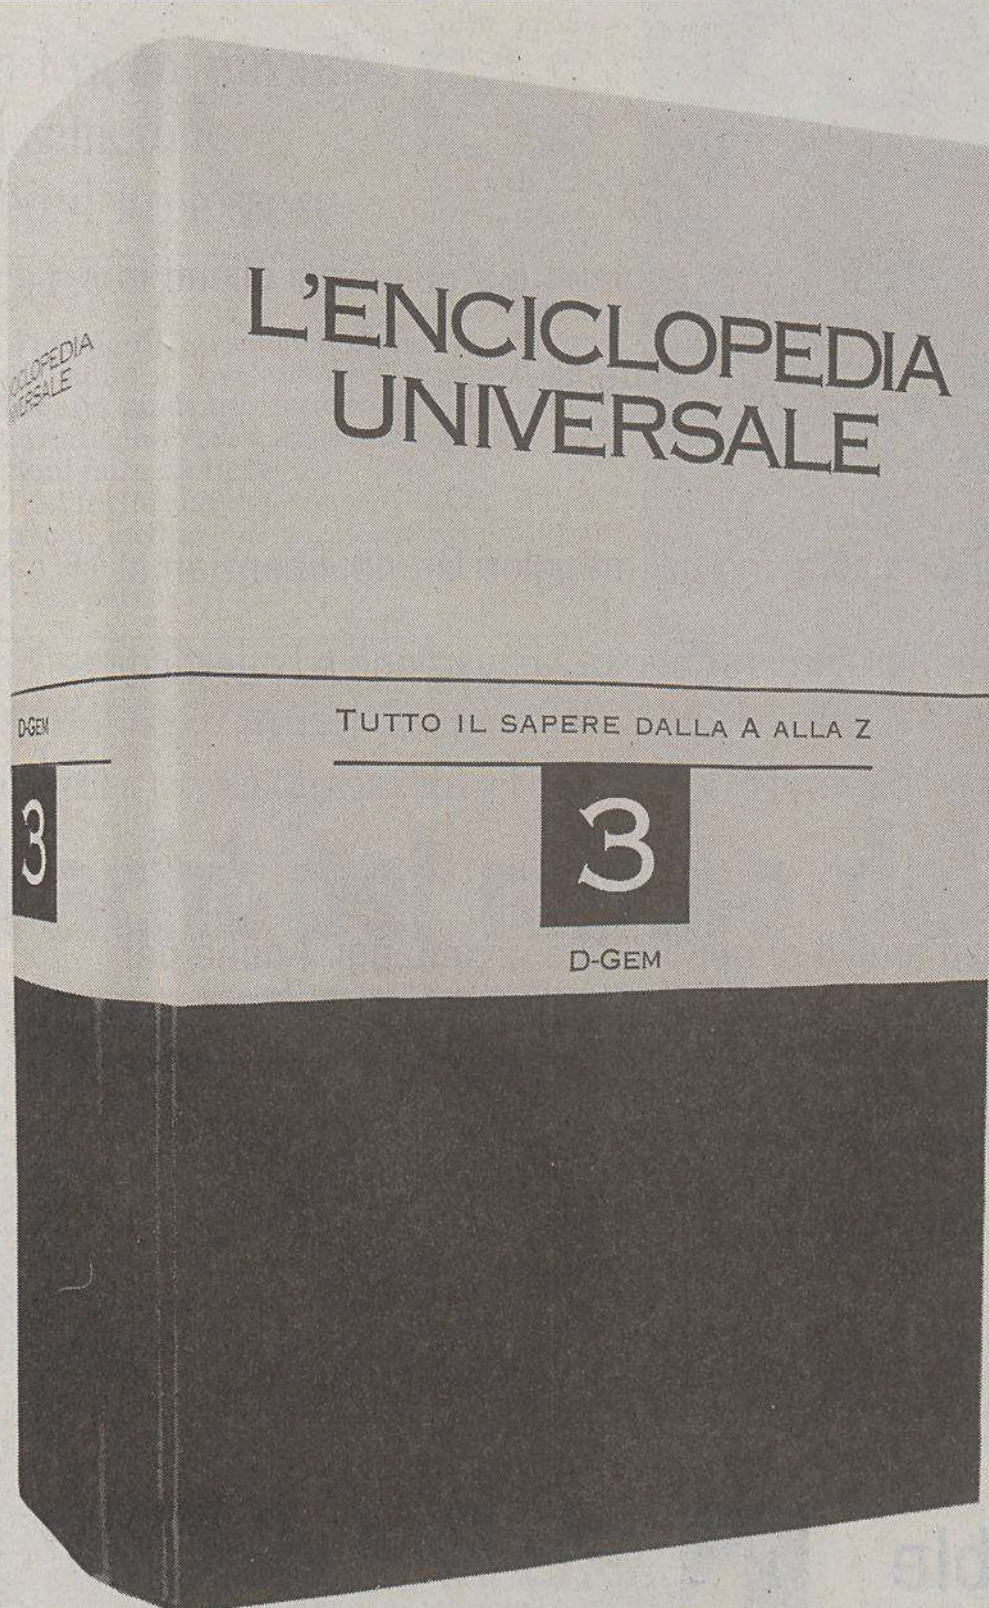 L'ENCICLOPEDIA
UNIVERSALE
TUTTO IL SAPERE DALLA A ALLA Z
3
D-GEM
D-GEM
3